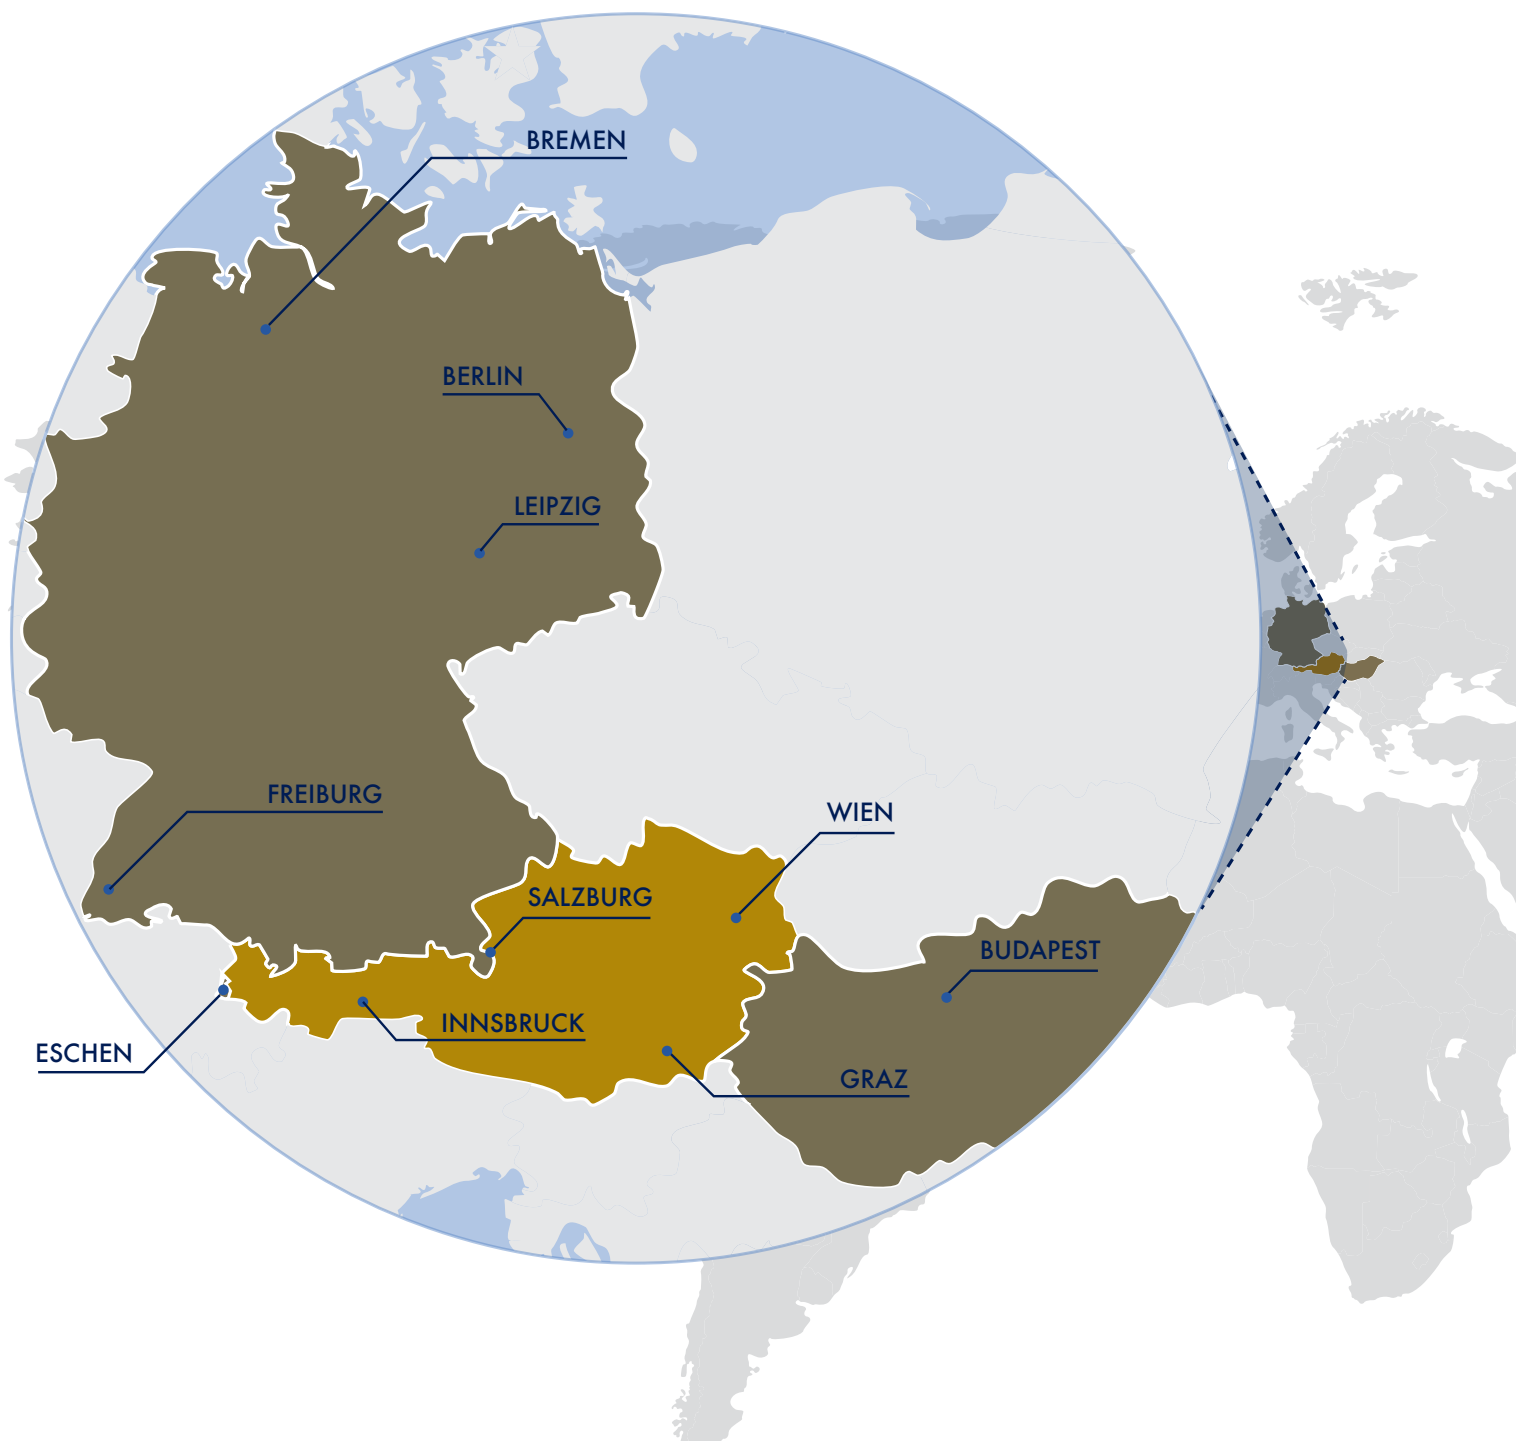 BREMEN
BERLIN
LEIPZIG
FREIBURG
WIEN
SALZBURG
BUDAPEST
INNSBRUCK
ESCHEN
GRAZ